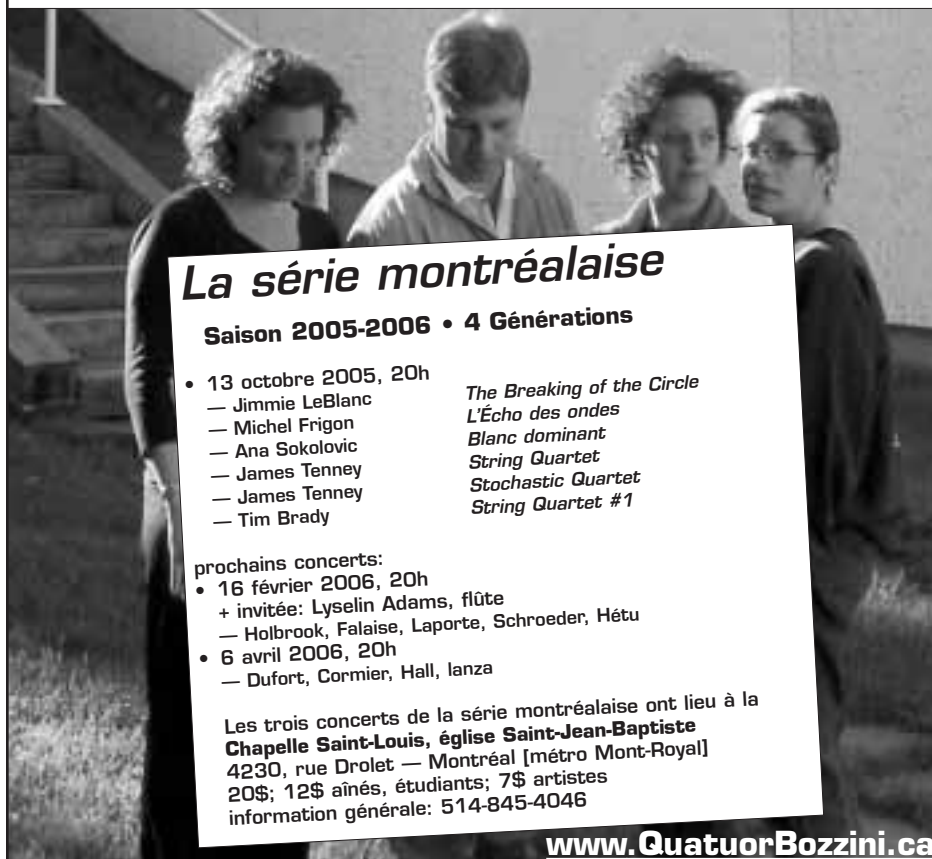 La série montréalaise
Saison 2005-2006 • 4 Générations
• 13 octobre 2005, 20h
— Jimmie LeBlanc The Breaking of the Circle
— Michel Frigon L'Écho des ondes
— Ana Sokolovic Blanc dominant
— James Tenney String Quartet
— James Tenney Stochastic Quartet
— Tim Brady String Quartet #1
prochains concerts:
• 16 février 2006, 20h
+ invitée: Lyselin Adams, flûte
— Holbrook, Falaise, Laporte, Schroeder, Hétu
• 6 avril 2006, 20h
— Dufort, Cormier, Hall, lanza
Les trois concerts de la série montréalaise ont lieu à la
Chapelle Saint-Louis, église Saint-Jean-Baptiste
4230, rue Drolet — Montréal [métro Mont-Royal]
20$; 12$ aînés, étudiants; 7$ artistes
information générale: 514-845-4046
www.QuatuorBozzini.ca